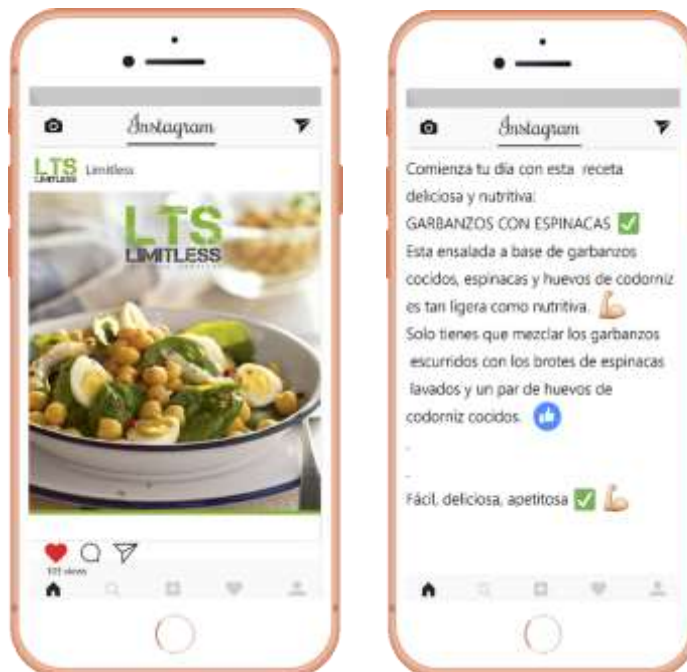 Instagram
LTS
LIMITLESS
Limitless
LTS
LIMITLESS
Instagram
Comienza tu día con esta receta
deliciosa y nutritiva:
GARBANZOS CON ESPINACAS ✅
Esta ensalada a base de garbanzos
cocidos, espinacas y huevos de codorniz
es tan ligera como nutritiva. 💪🏼
Solo tienes que mezclar los garbanzos
escurridos con los brotes de espinacas
lavados y un par de huevos de
codorniz cocidos. 👍
.
.
Fácil, deliciosa, apetitosa ✅ 💪🏼